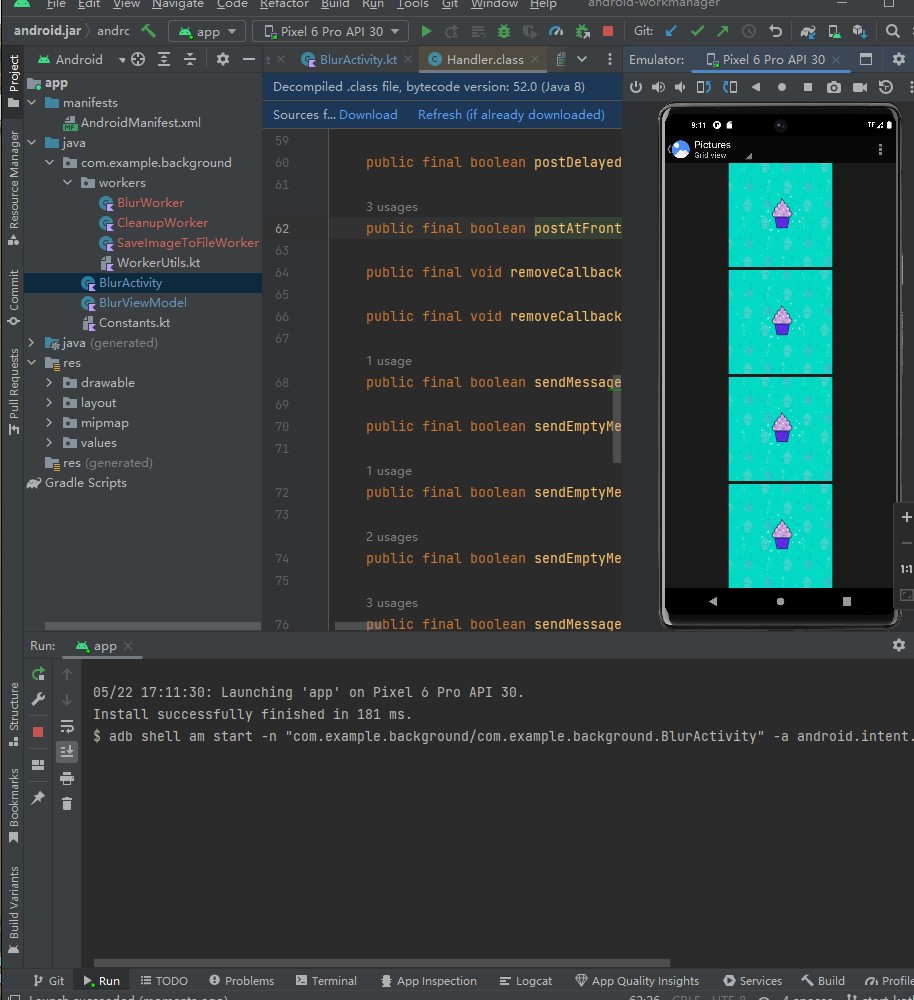 File Edit View Navigate Code Refactor Build Run Tools Git Window Help android-workmanager
android.jar andrc app Pixel 6 Pro API 30 Git:
Android BlurActivity.kt Handler.class Emulator: Pixel 6 Pro API 30
Project
Resource Manager
Commit
Pull Requests
Structure
Bookmarks
Build Variants
app
manifests
AndroidManifest.xml
java
com.example.background
workers
BlurWorker
CleanupWorker
SaveImageToFileWorker
WorkerUtils.kt
BlurActivity
BlurViewModel
Constants.kt
java (generated)
res
drawable
layout
mipmap
values
res (generated)
Gradle Scripts
Decompiled .class file, bytecode version: 52.0 (Java 8)
Sources f... Download Refresh (if already downloaded)
59
60 public final boolean postDelayed
61
3 usages
62 public final boolean postAtFront
63
64 public final void removeCallback
65
66 public final void removeCallback
67
1 usage
68 public final boolean sendMessage
69
70 public final boolean sendEmptyMe
71
1 usage
72 public final boolean sendEmptyMe
73
2 usages
74 public final boolean sendEmptyMe
75
3 usages
76 public final boolean sendMessage
9:11
Pictures
Grid view
1:1
Run: app
05/22 17:11:30: Launching 'app' on Pixel 6 Pro API 30.
Install successfully finished in 181 ms.
$ adb shell am start -n "com.example.background/com.example.background.BlurActivity" -a android.intent.
Git Run TODO Problems Terminal App Inspection Logcat App Quality Insights Services Build Profile